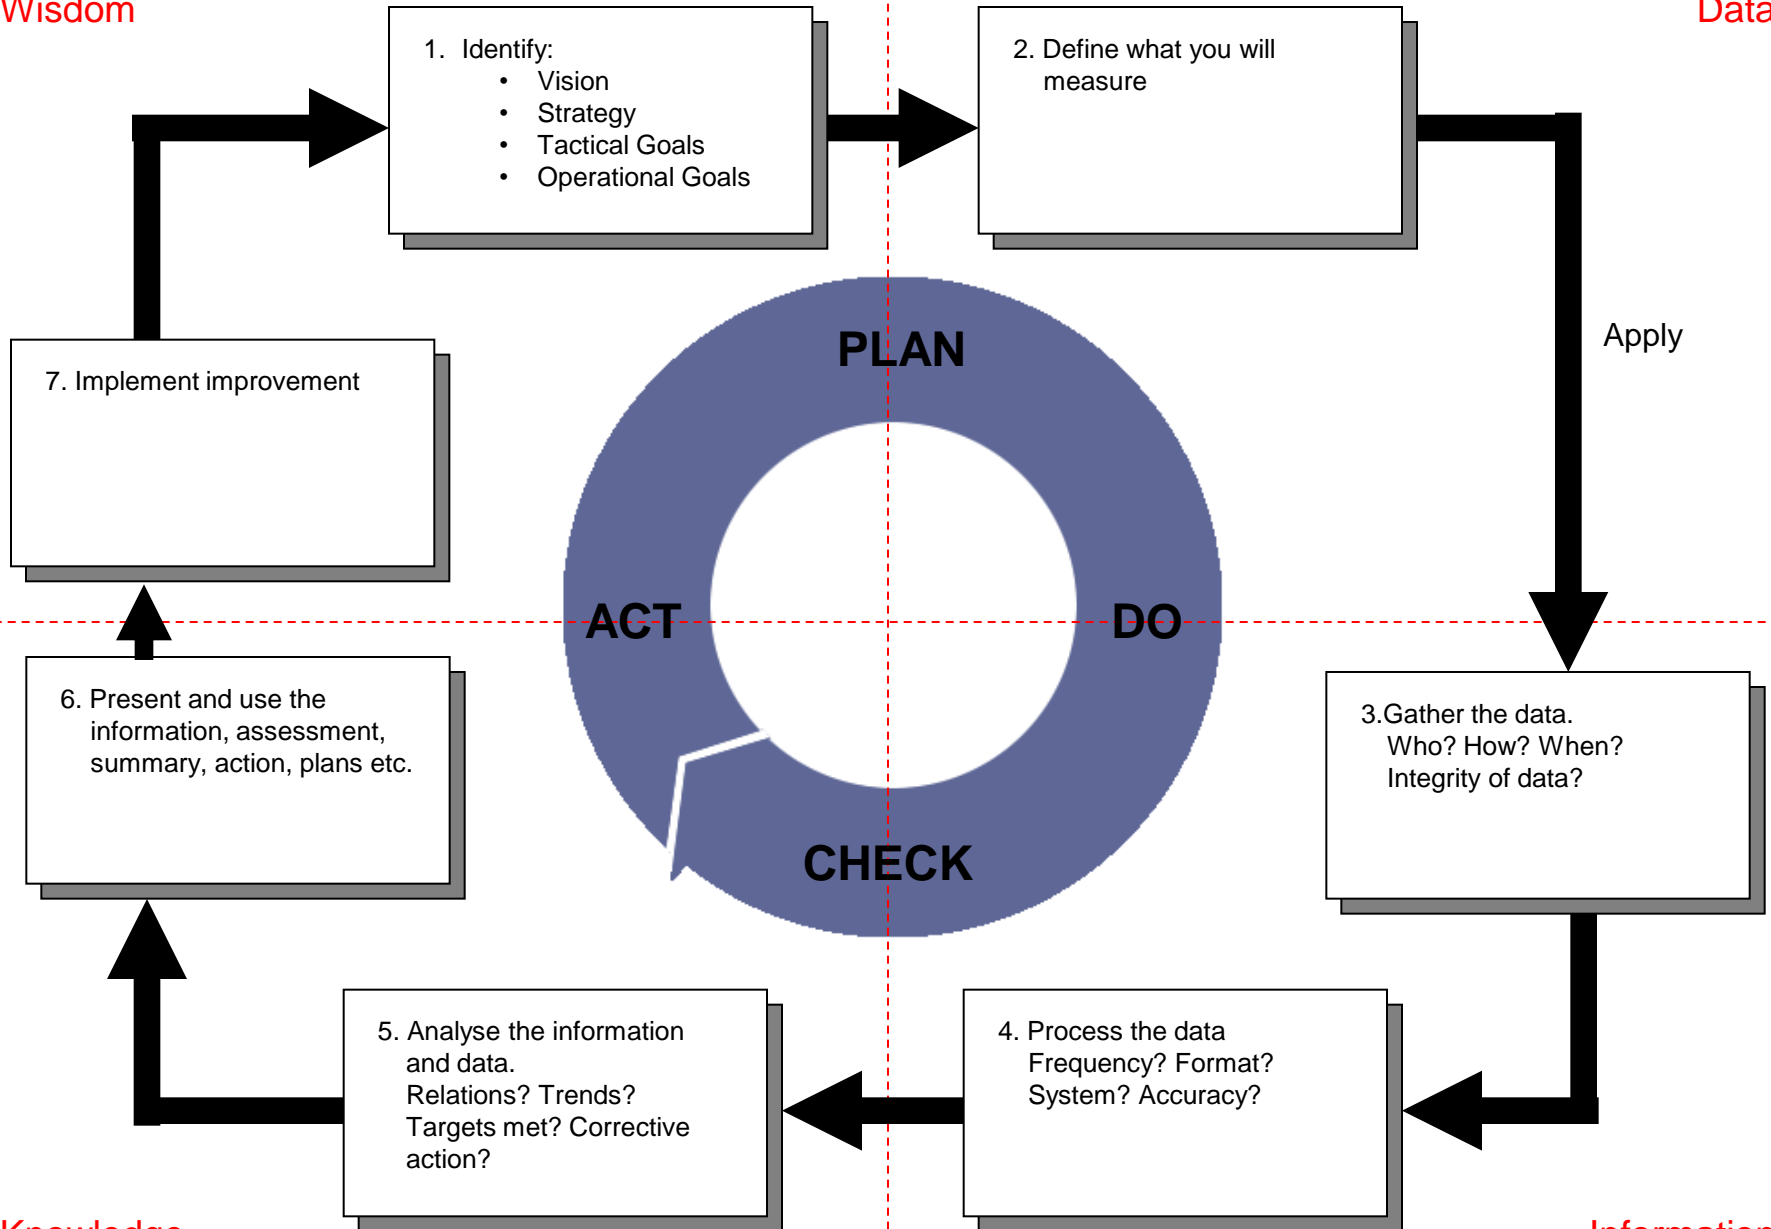 Wisdom
Data
1. Identify:
• Vision
• Strategy
• Tactical Goals
• Operational Goals
2. Define what you will
measure
Apply
PLAN
7. Implement improvement
ACT
DO
6. Present and use the
information, assessment,
summary, action, plans etc.
3.Gather the data.
Who? How? When?
Integrity of data?
CHECK
5. Analyse the information
and data.
Relations? Trends?
Targets met? Corrective
action?
4. Process the data
Frequency? Format?
System? Accuracy?
Knowledge
Information